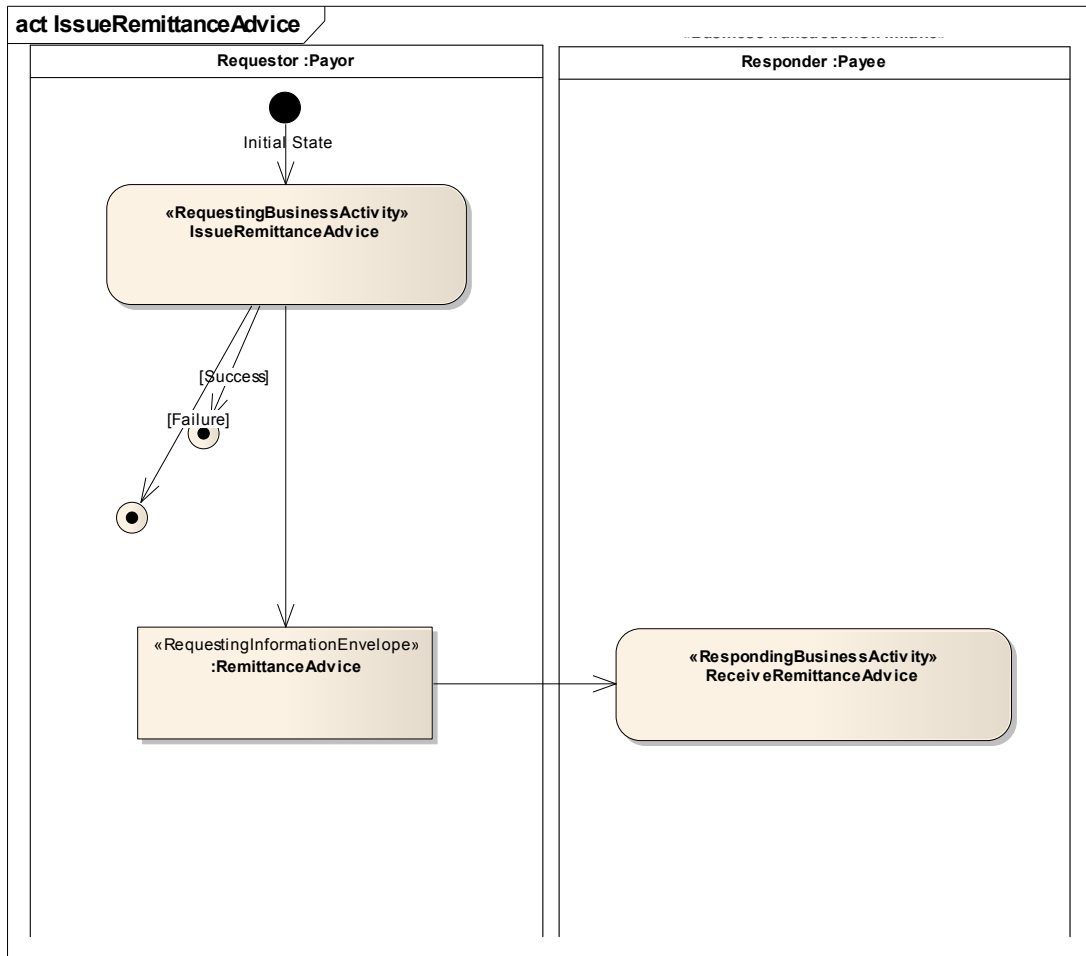 act IssueRemittanceAdvice
Requestor :Payor
Responder :Payee
Initial State
«RequestingBusinessActivity»
IssueRemittanceAdvice
[Success]
[Failure]
«RequestingInformationEnvelope»
:RemittanceAdvice
«RespondingBusinessActivity»
ReceiveRemittanceAdvice